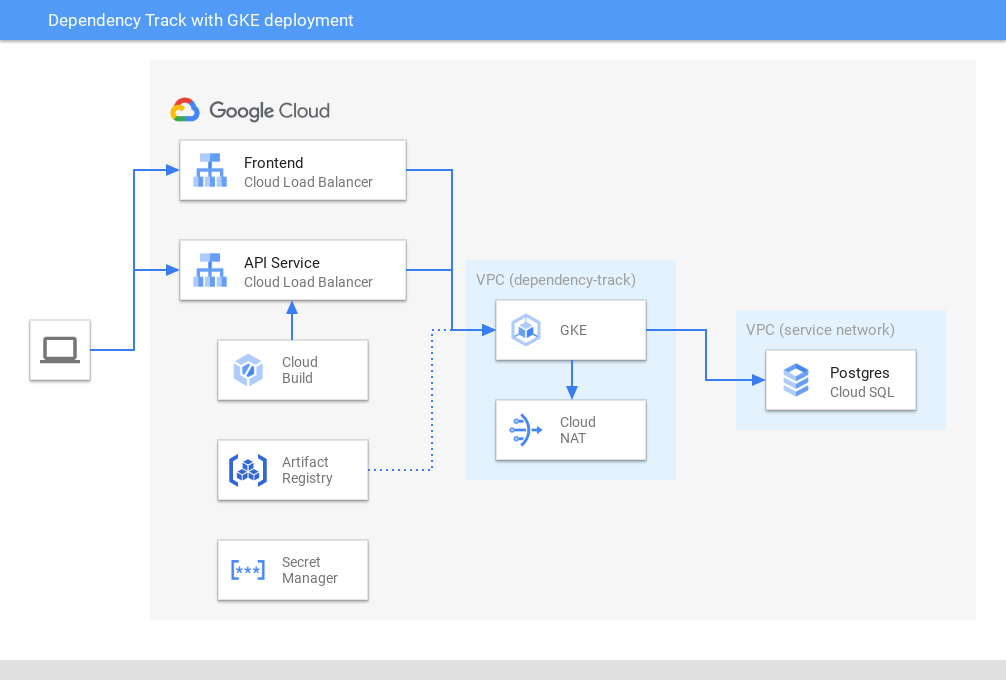 Dependency Track with GKE deployment
Google Cloud
Frontend
Cloud Load Balancer
API Service
Cloud Load Balancer
VPC (dependency-track)
GKE
VPC (service network)
Postgres
Cloud SQL
Cloud
Build
Cloud
NAT
Artifact
Registry
Secret
Manager
[***]